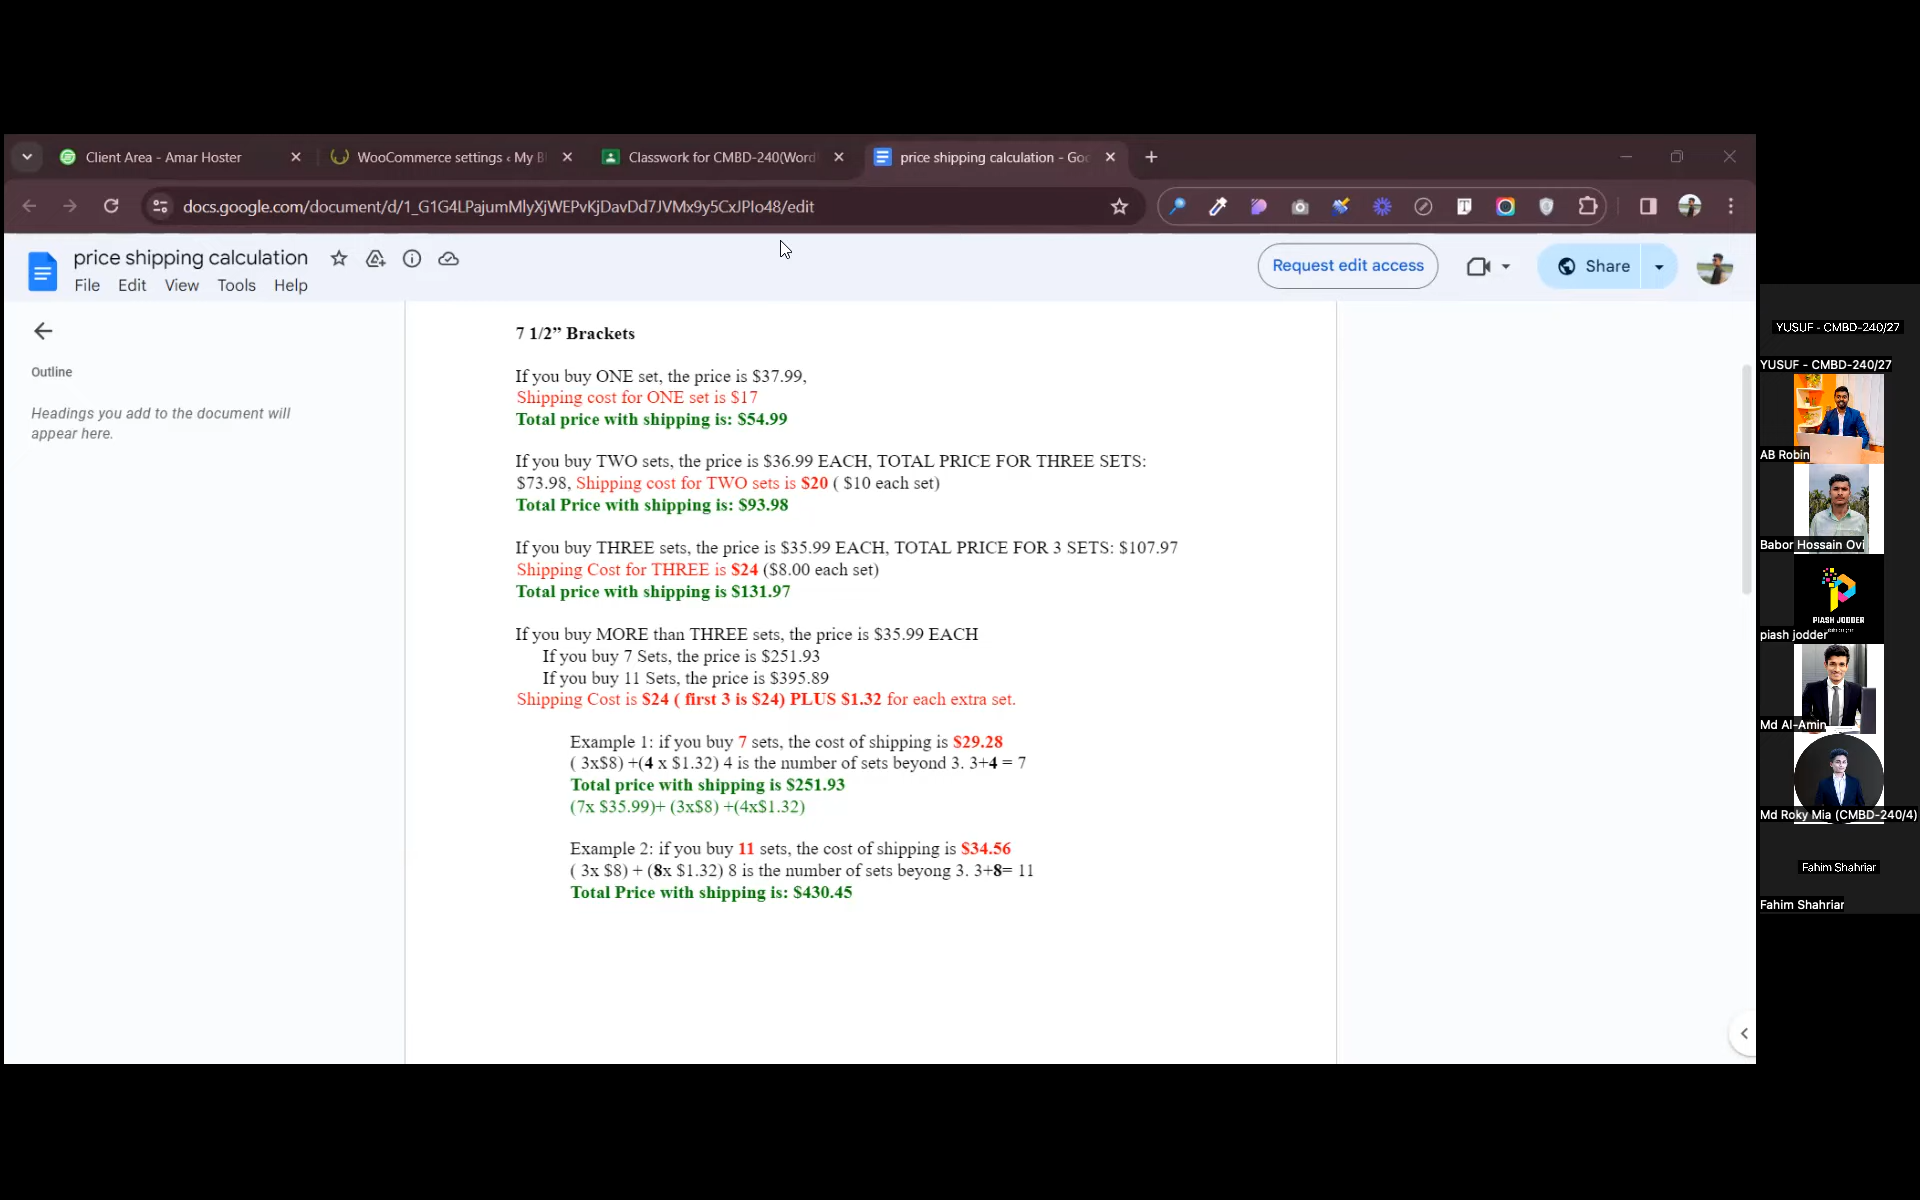 Client Area - Amar Hoster
WooCommerce settings ‹ My B
Classwork for CMBD-240(Word
price shipping calculation - Goo
docs.google.com/document/d/1_G1G4LPajumMlyXjWEPvKjDavDd7JVMx9y5CxJPIo48/edit
price shipping calculation
File Edit View Tools Help
Request edit access
Share
Outline
Headings you add to the document will
appear here.
7 1/2” Brackets
If you buy ONE set, the price is $37.99,
Shipping cost for ONE set is $17
Total price with shipping is: $54.99
If you buy TWO sets, the price is $36.99 EACH, TOTAL PRICE FOR THREE SETS:
$73.98, Shipping cost for TWO sets is $20 ( $10 each set)
Total Price with shipping is: $93.98
If you buy THREE sets, the price is $35.99 EACH, TOTAL PRICE FOR 3 SETS: $107.97
Shipping Cost for THREE is $24 ($8.00 each set)
Total price with shipping is $131.97
If you buy MORE than THREE sets, the price is $35.99 EACH
If you buy 7 Sets, the price is $251.93
If you buy 11 Sets, the price is $395.89
Shipping Cost is $24 ( first 3 is $24) PLUS $1.32 for each extra set.
Example 1: if you buy 7 sets, the cost of shipping is $29.28
( 3x$8) +(4 x $1.32) 4 is the number of sets beyond 3. 3+4 = 7
Total price with shipping is $251.93
(7x $35.99)+ (3x$8) +(4x$1.32)
Example 2: if you buy 11 sets, the cost of shipping is $34.56
( 3x $8) + (8x $1.32) 8 is the number of sets beyong 3. 3+8= 11
Total Price with shipping is: $430.45
YUSUF - CMBD-240/27
YUSUF - CMBD-240/27
AB Robin
Babor Hossain Ovi
PIASH JODDER
piash jodder
Md Al-Amin
Md Roky Mia (CMBD-240/4)
Fahim Shahriar
Fahim Shahriar